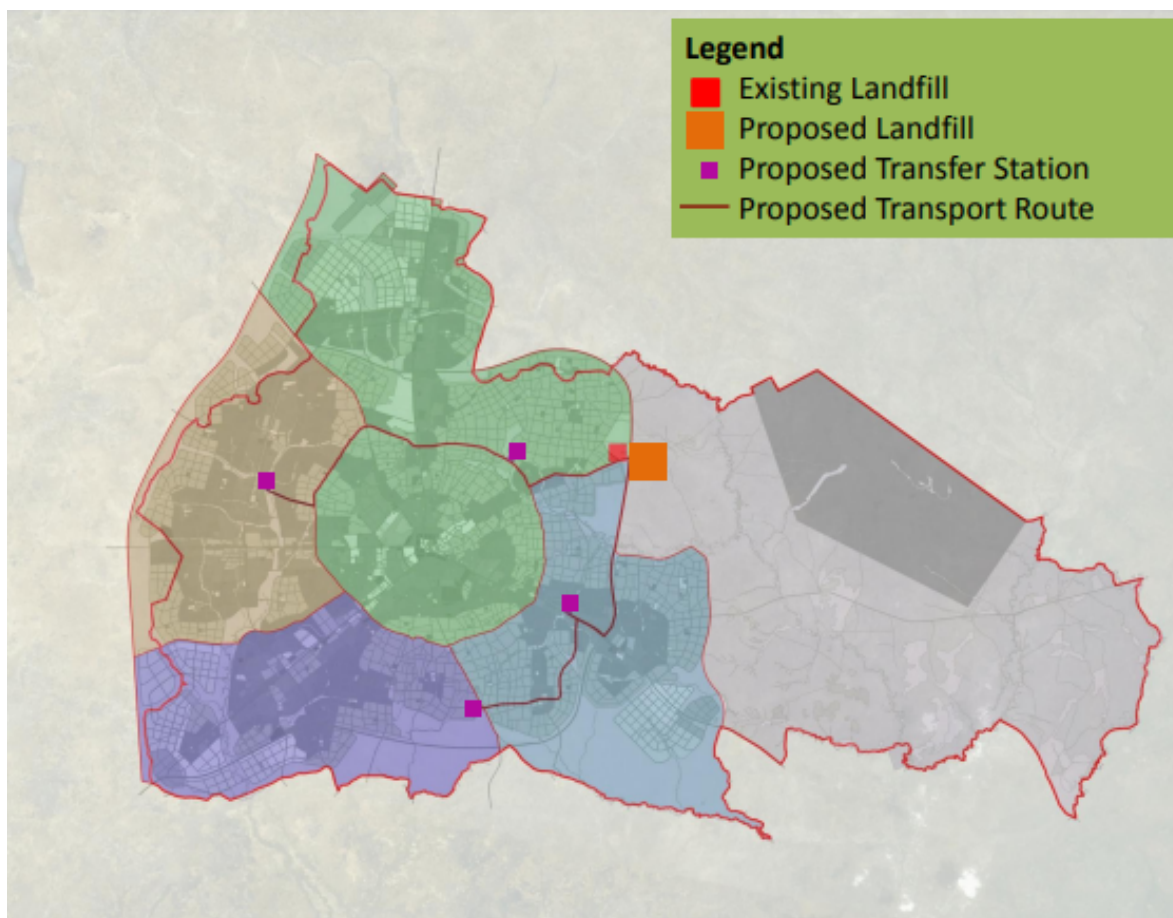 Legend
Existing Landfill
Proposed Landfill
Proposed Transfer Station
Proposed Transport Route